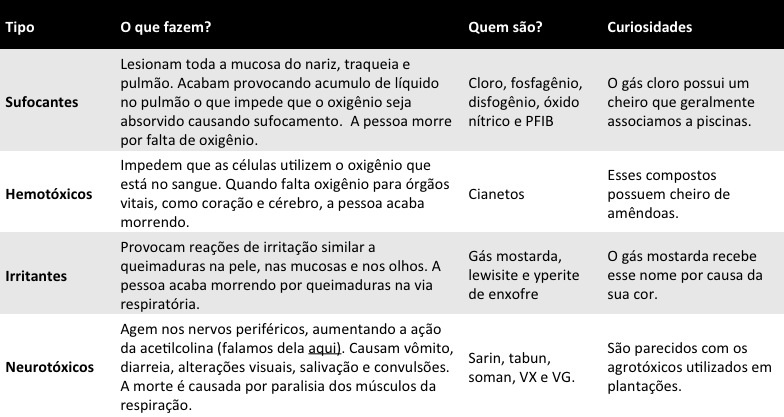 Tipo
O que fazem?
Quem são?
Curiosidades
Sufocantes
Lesionam toda a mucosa do nariz, traqueia e
pulmão. Acabam provocando acumulo de líquido
no pulmão o que impede que o oxigênio seja
absorvido causando sufocamento. A pessoa morre
por falta de oxigênio.
Cloro, fosfagênio,
disfogênio, óxido
nítrico e PFIB
O gás cloro possui um
cheiro que geralmente
associamos a piscinas.
Hemotóxicos
Impedem que as células utilizem o oxigênio que
está no sangue. Quando falta oxigênio para órgãos
vitais, como coração e cérebro, a pessoa acaba
morrendo.
Cianetos
Esses compostos
possuem cheiro de
amêndoas.
Irritantes
Provocam reações de irritação similar a
queimaduras na pele, nas mucosas e nos olhos. A
pessoa acaba morrendo por queimaduras na via
respiratória.
Gás mostarda,
lewisite e yperite
de enxofre
O gás mostarda recebe
esse nome por causa da
sua cor.
Neurotóxicos
Agem nos nervos periféricos, aumentando a ação
da acetilcolina (falamos dela aqui). Causam vômito,
diarreia, alterações visuais, salivação e convulsões.
A morte é causada por paralisia dos músculos da
respiração.
Sarin, tabun,
soman, VX e VG.
São parecidos com os
agrotóxicos utilizados em
plantações.